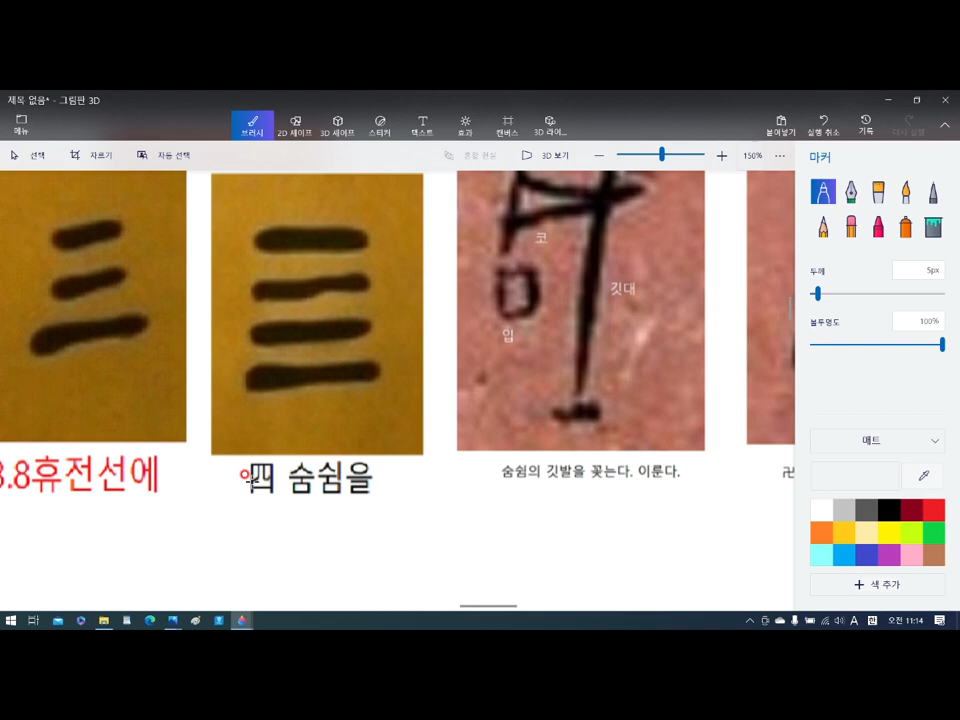 제목 없음* - 그림판 3D
메뉴
브러시
2D 셰이프
3D 셰이프
스티커
텍스트
효과
캔버스
3D 라이...
붙여넣기
실행 취소
기록
다시 실행
선택
자르기
자동 선택
혼합 현실
3D 보기
150%
마커
두께
5px
불투명도
100%
매트
색 추가
코
깃대
입
3.8휴전선에
四 숨쉼을
숨쉼의 깃발을 꽂는다. 이룬다.
卍
A
오전 11:14